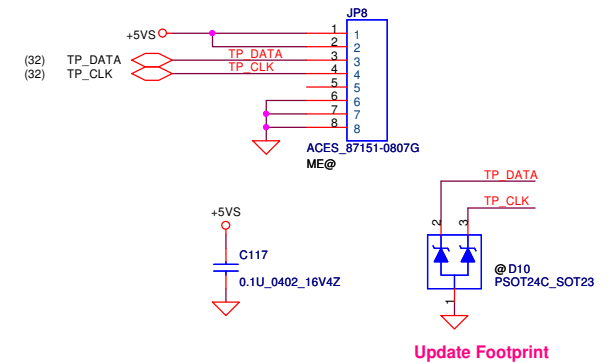 JP8
+5VS 1 1
2 2
(32) TP_DATA TP_DATA 3 3
(32) TP_CLK TP_CLK 4 4
5 5
6 6
7 7
8 8
ACES_87151-0807G
ME@
TP_DATA
TP_CLK
+5VS
2 3
C117
0.1U_0402_16V4Z
@ D10
PSOT24C_SOT23
1
Update Footprint